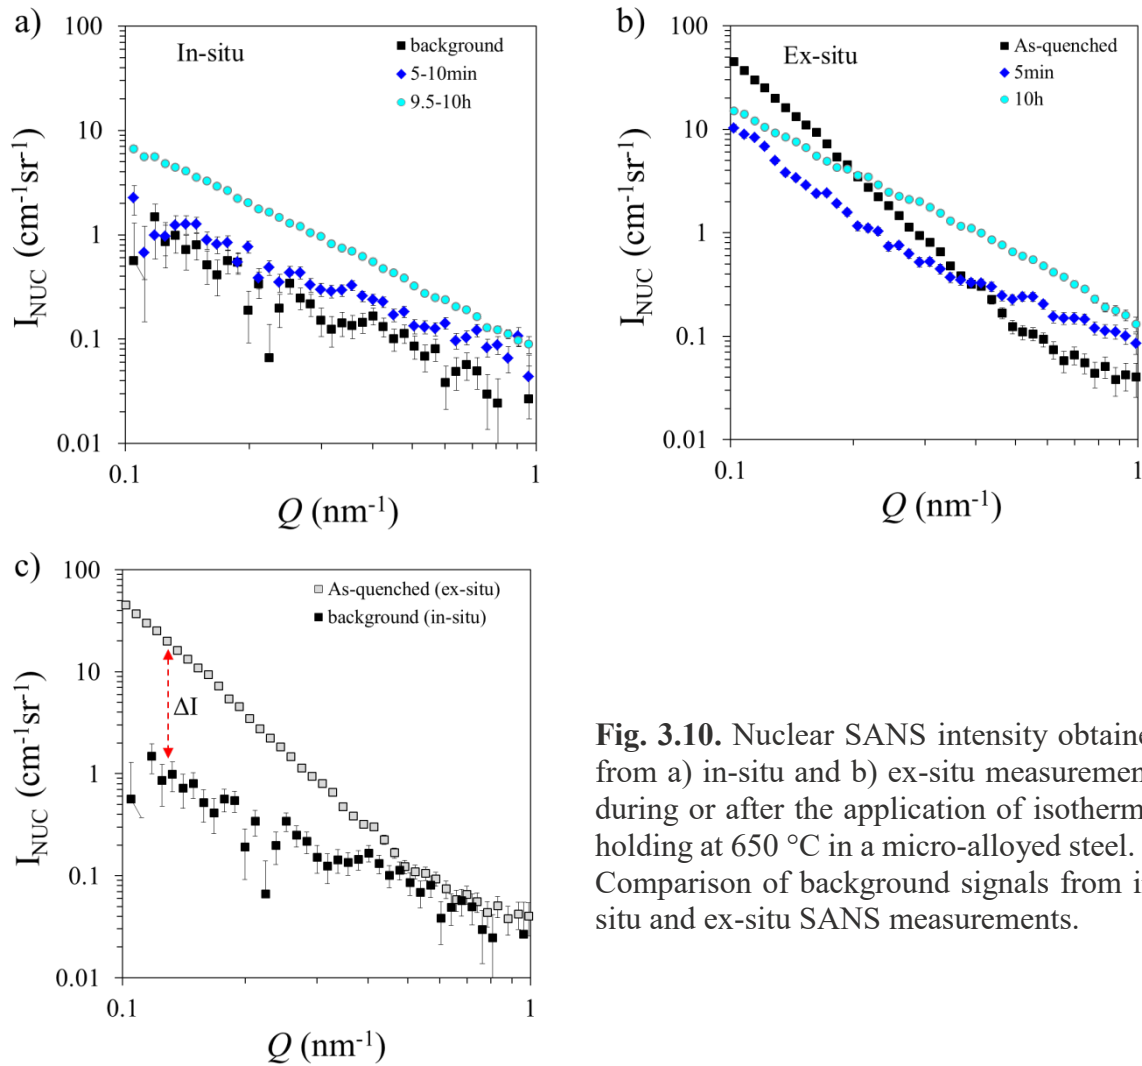 a)
100
10
1
0.1
0.01
I_NUC (cm⁻¹sr⁻¹)
In-situ
background
5-10min
9.5-10h
0.1
1
Q (nm⁻¹)
b)
100
10
1
0.1
0.01
I_NUC (cm⁻¹sr⁻¹)
Ex-situ
As-quenched
5min
10h
0.1
1
Q (nm⁻¹)
c)
100
10
1
0.1
0.01
I_NUC ((cm⁻¹sr⁻¹)
As-quenched (ex-situ)
background (in-situ)
ΔI
0.1
1
Q (nm⁻¹)
Fig. 3.10. Nuclear SANS intensity obtaine
from a) in-situ and b) ex-situ measuremen
during or after the application of isotherm
holding at 650 °C in a micro-alloyed steel.
Comparison of background signals from i
situ and ex-situ SANS measurements.